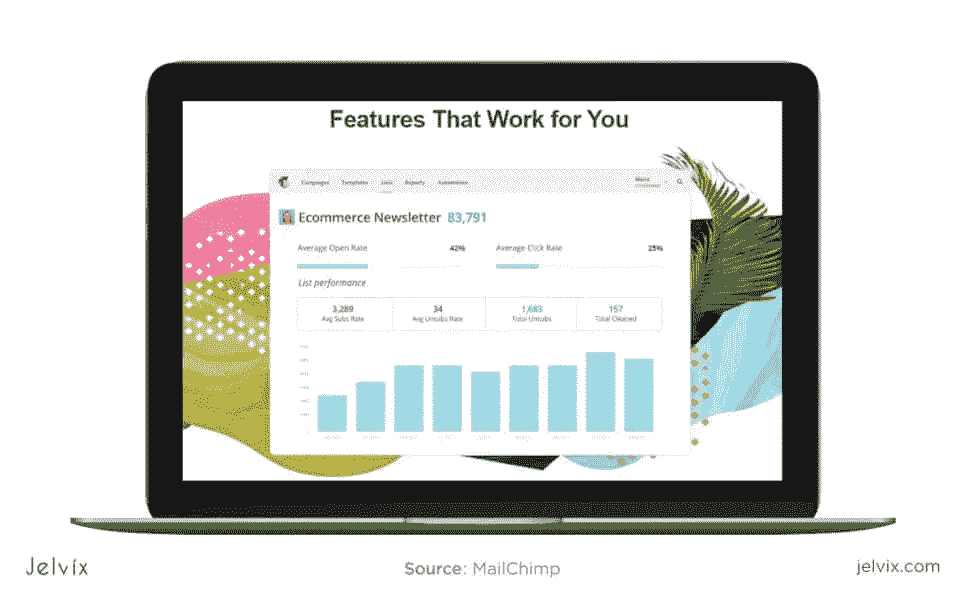 Features That Work for You
Campaigns Templates Lists Reports Automation
Ecommerce Newsletter 83,791
Average Open Rate 42% Average Click Rate 25%
List performance
3,289 34 1,683 157
Avg Subs Rate Avg Unsubs Rate Total Unsubs Total Cleaned
Jelvix Source: MailChimp jelvix.com